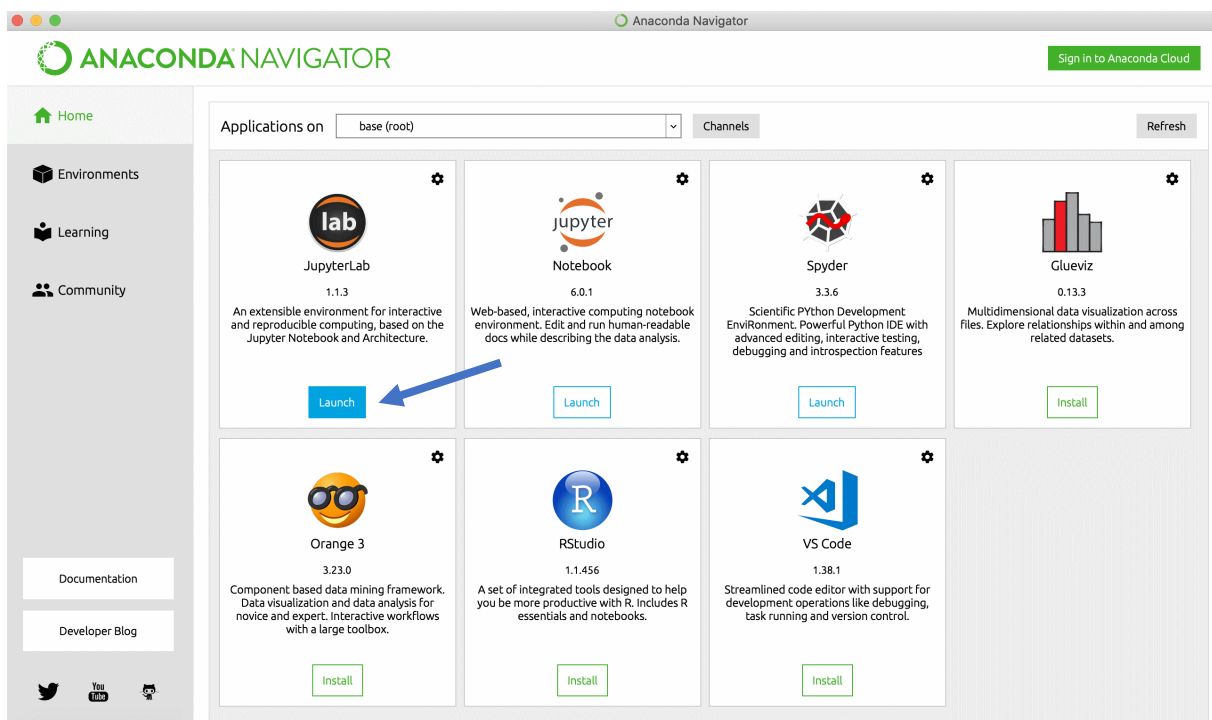 Anaconda Navigator
ANACONDA NAVIGATOR
Sign in to Anaconda Cloud
Home
Environments
Learning
Community
Documentation
Developer Blog
You
Tube
Applications on
base (root)
Channels
Refresh
lab
JupyterLab
1.1.3
An extensible environment for interactive
and reproducible computing, based on the
Jupyter Notebook and Architecture.
Launch
jupyter
Notebook
6.0.1
Web-based, interactive computing notebook
environment. Edit and run human-readable
docs while describing the data analysis.
Launch
Spyder
3.3.6
Scientific PYthon Development
EnviRonment. Powerful Python IDE with
advanced editing, interactive testing,
debugging and introspection features
Launch
Glueviz
0.13.3
Multidimensional data visualization across
files. Explore relationships within and among
related datasets.
Install
Orange 3
3.23.0
Component based data mining framework.
Data visualization and data analysis for
novice and expert. Interactive workflows
with a large toolbox.
Install
R
RStudio
1.1.456
A set of integrated tools designed to help
you be more productive with R. Includes R
essentials and notebooks.
Install
VS Code
1.38.1
Streamlined code editor with support for
development operations like debugging,
task running and version control.
Install